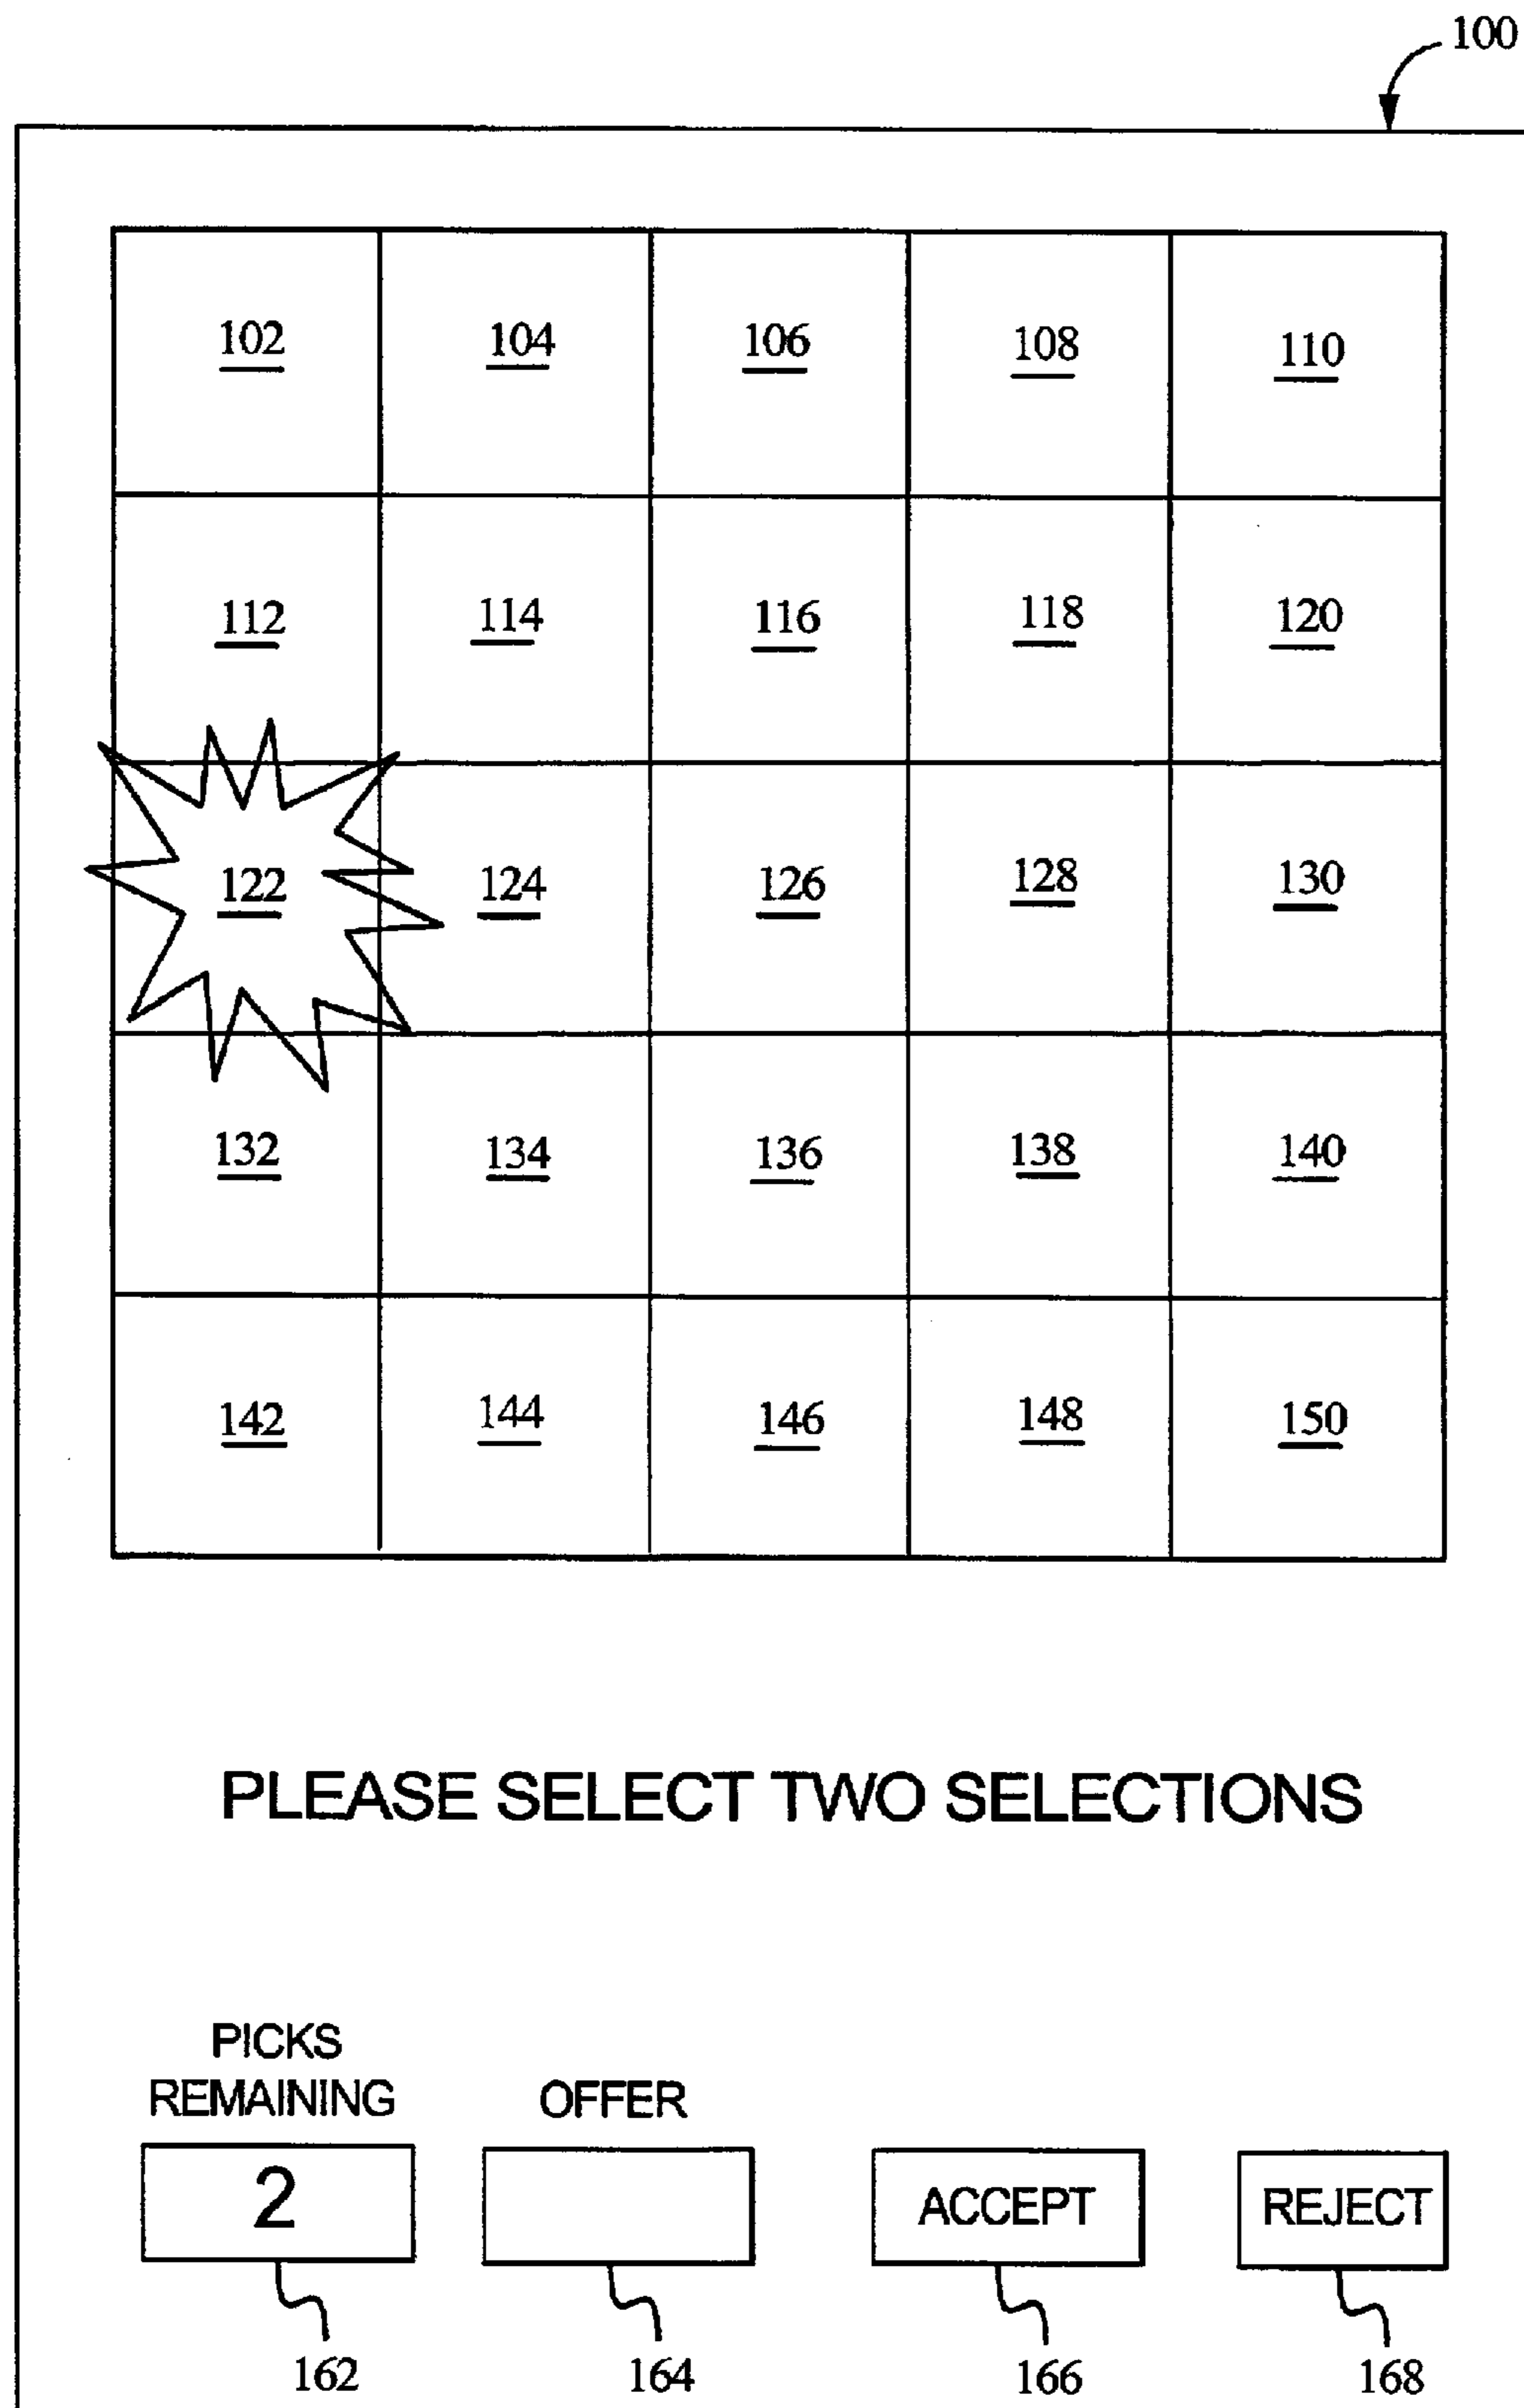 100
102 104 106 108 110
112 114 116 118 120
122 124 126 128 130
132 134 136 138 140
142 144 146 148 150
PLEASE SELECT TWO SELECTIONS
PICKS
REMAINING OFFER
2 ACCEPT REJECT
162 164 166 168